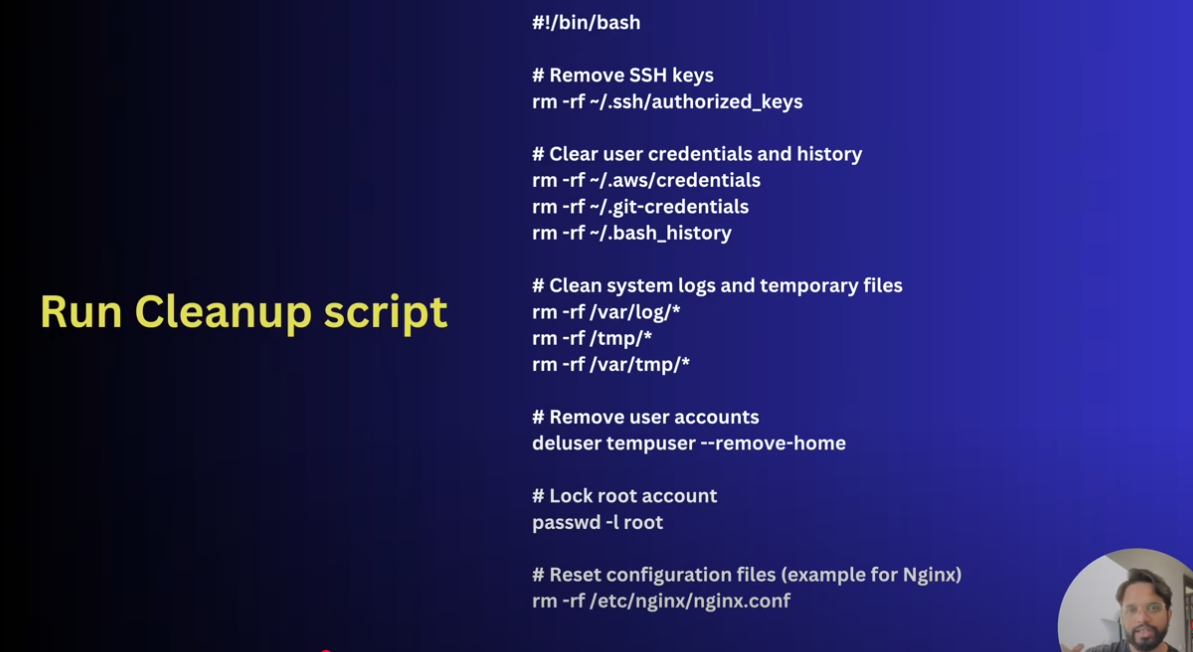 Run Cleanup script
#!/bin/bash
# Remove SSH keys
rm -rf ~/.ssh/authorized_keys
# Clear user credentials and history
rm -rf ~/.aws/credentials
rm -rf ~/.git-credentials
rm -rf ~/.bash_history
# Clean system logs and temporary files
rm -rf /var/log/*
rm -rf /tmp/*
rm -rf /var/tmp/*
# Remove user accounts
deluser tempuser --remove-home
# Lock root account
passwd -l root
# Reset configuration files (example for Nginx)
rm -rf /etc/nginx/nginx.conf